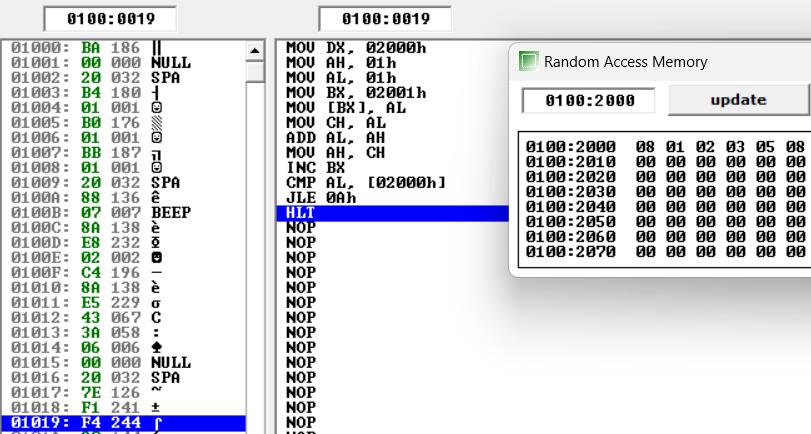 0100:0019
01000: BA 186 ║
01001: 00 000 NULL
01002: 20 032 SPA
01003: B4 180 ┤
01004: 01 001 ☺
01005: B0 176 ░
01006: 01 001 ☺
01007: BB 187 ╗
01008: 01 001 ☺
01009: 20 032 SPA
0100A: 88 136 ê
0100B: 07 007 BEEP
0100C: 8A 138 è
0100D: E8 232 Φ
0100E: 02 002 ☻
0100F: C4 196 ─
01010: 8A 138 è
01011: E5 229 σ
01012: 43 067 C
01013: 3A 058 :
01014: 06 006 ♠
01015: 00 000 NULL
01016: 20 032 SPA
01017: 7E 126 ~
01018: F1 241 ±
01019: F4 244 ⌠
0100:0019
MOV DX, 02000h
MOV AH, 01h
MOV AL, 01h
MOV BX, 02001h
MOV [BX], AL
MOV CH, AL
ADD AL, AH
MOV AH, CH
INC BX
CMP AL, [02000h]
JLE 0Ah
HLT
NOP
NOP
NOP
NOP
NOP
NOP
NOP
NOP
NOP
NOP
NOP
NOP
NOP
NOP
Random Access Memory
0100:2000 update
0100:2000 08 01 02 03 05 08
0100:2010 00 00 00 00 00 00
0100:2020 00 00 00 00 00 00
0100:2030 00 00 00 00 00 00
0100:2040 00 00 00 00 00 00
0100:2050 00 00 00 00 00 00
0100:2060 00 00 00 00 00 00
0100:2070 00 00 00 00 00 00